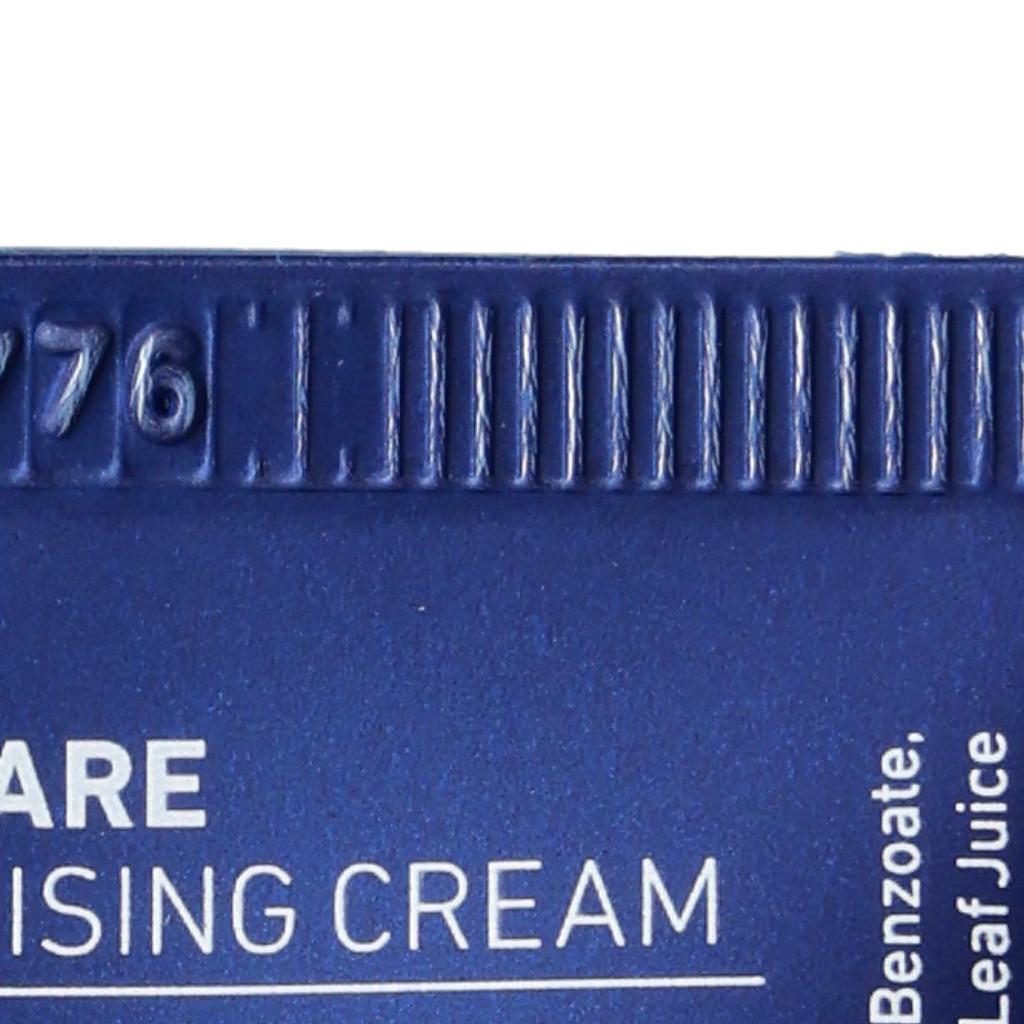 776
ARE
ISING CREAM
Benzoate,
Leaf Juice